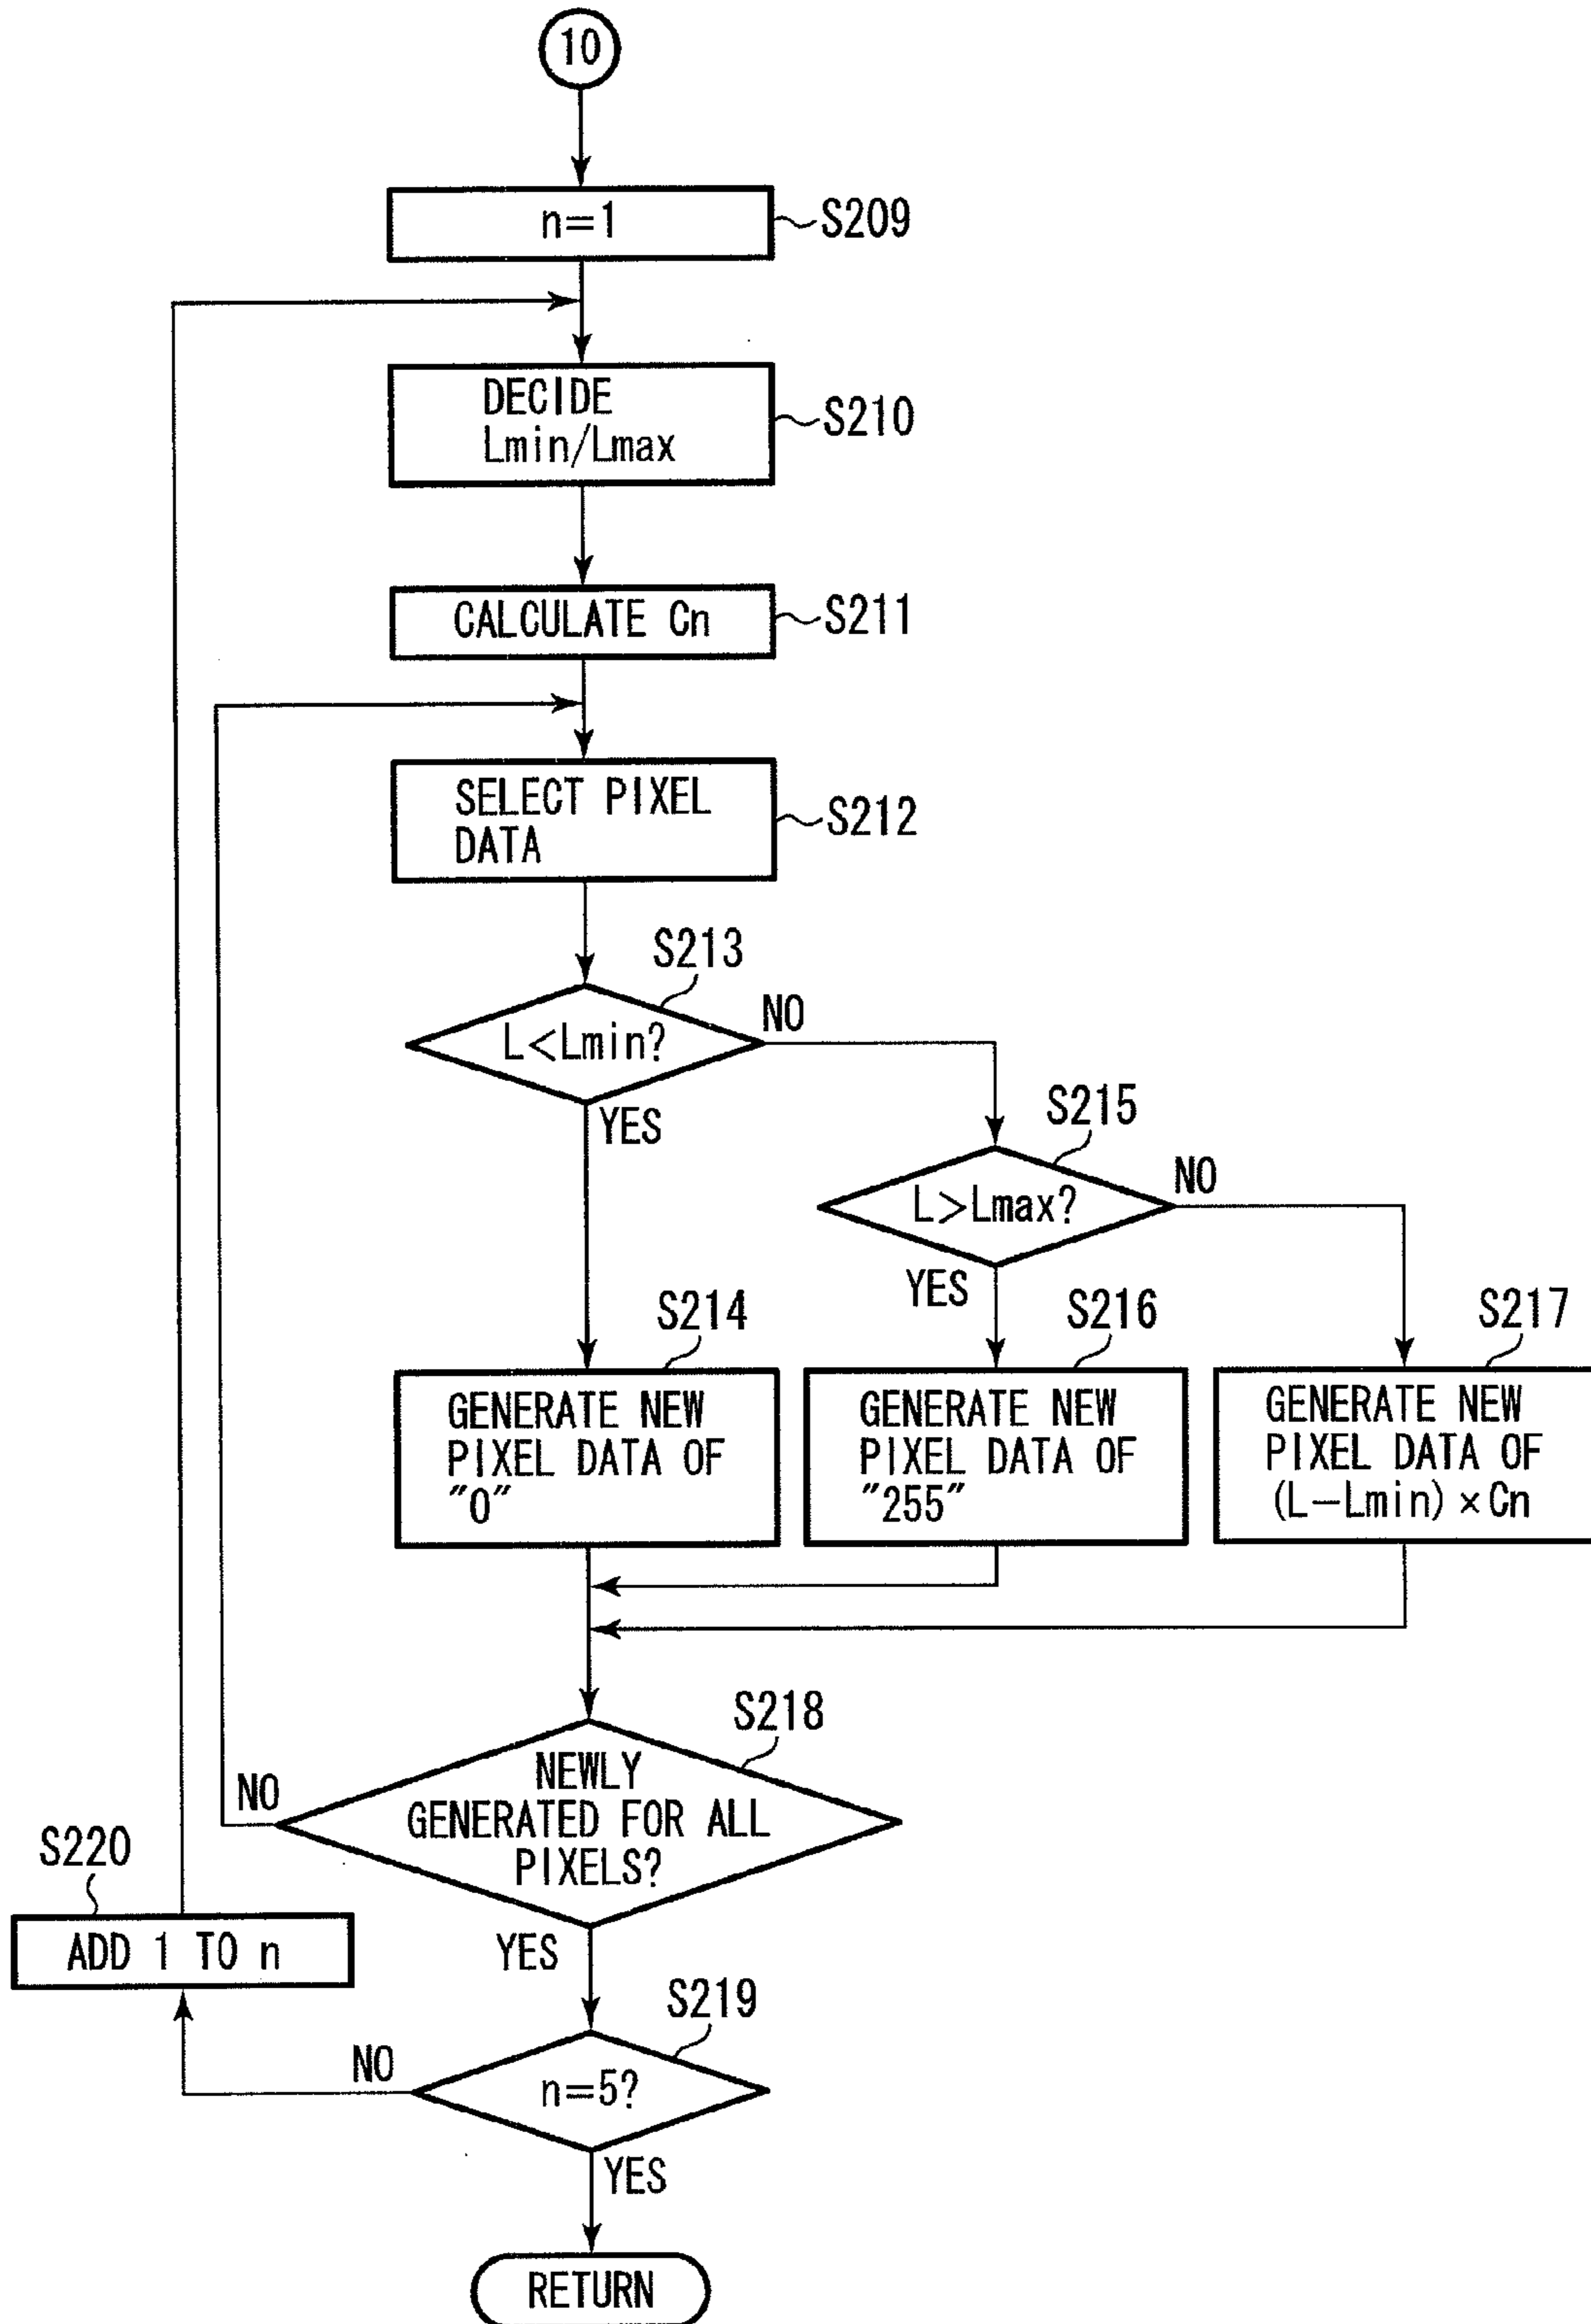 10
n=1
S209
DECIDE
Lmin/Lmax
S210
CALCULATE Cn
S211
SELECT PIXEL
DATA
S212
S213
L<Lmin?
NO
YES
S215
L>Lmax?
NO
YES
S214
GENERATE NEW
PIXEL DATA OF
"0"
S216
GENERATE NEW
PIXEL DATA OF
"255"
S217
GENERATE NEW
PIXEL DATA OF
(L−Lmin)×Cn
S218
NEWLY
GENERATED FOR ALL
PIXELS?
NO
YES
S220
ADD 1 TO n
S219
n=5?
NO
YES
RETURN